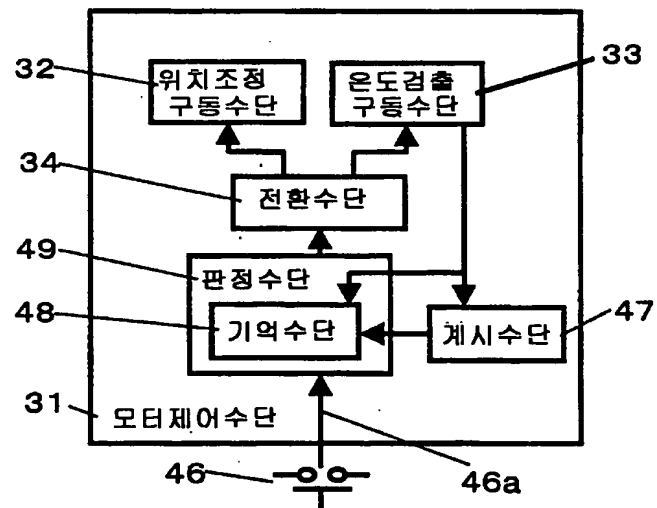 32
위치조정
구동수단
온도검출
구동수단
33
34
전환수단
49
판정수단
48
기억수단
계시수단
47
31
모터제어수단
46
46a